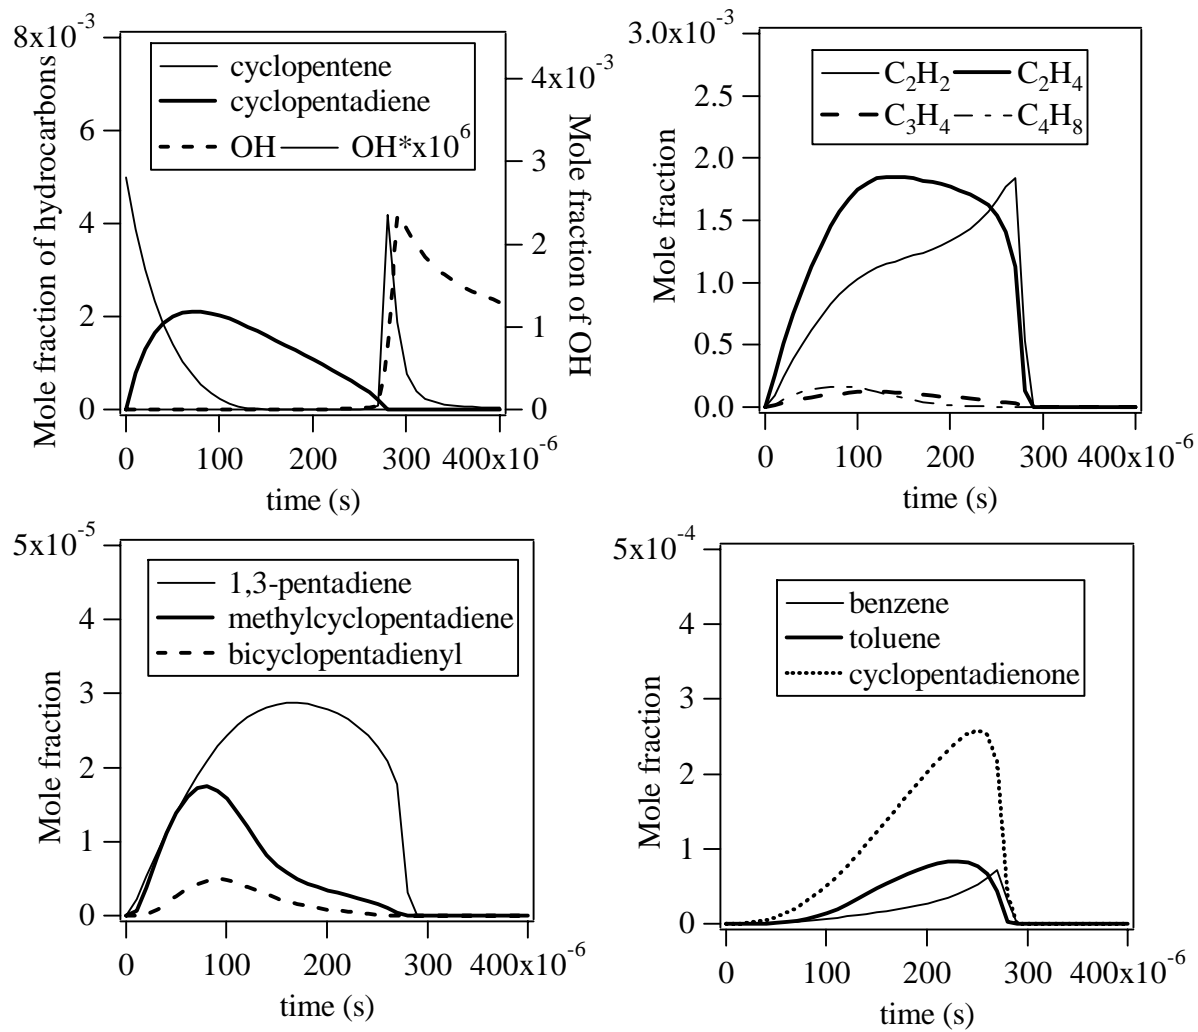 8x10⁻³
6
4
2
0
Mole fraction of hydrocarbons
cyclopentene
cyclopentadiene
OH OH*x10⁶
4x10⁻³
3
2
1
0
Mole fraction of OH
0 100 200 300 400x10⁻⁶
time (s)
3.0x10⁻³
2.5
2.0
1.5
1.0
0.5
0.0
Mole fraction
C₂H₂ C₂H₄
C₃H₄ C₄H₈
0 100 200 300 400x10⁻⁶
time (s)
5x10⁻⁵
4
3
2
1
0
Mole fraction
1,3-pentadiene
methylcyclopentadiene
bicyclopentadienyl
0 100 200 300 400x10⁻⁶
time (s)
5x10⁻⁴
4
3
2
1
0
Mole fraction
benzene
toluene
cyclopentadienone
0 100 200 300 400x10⁻⁶
time (s)